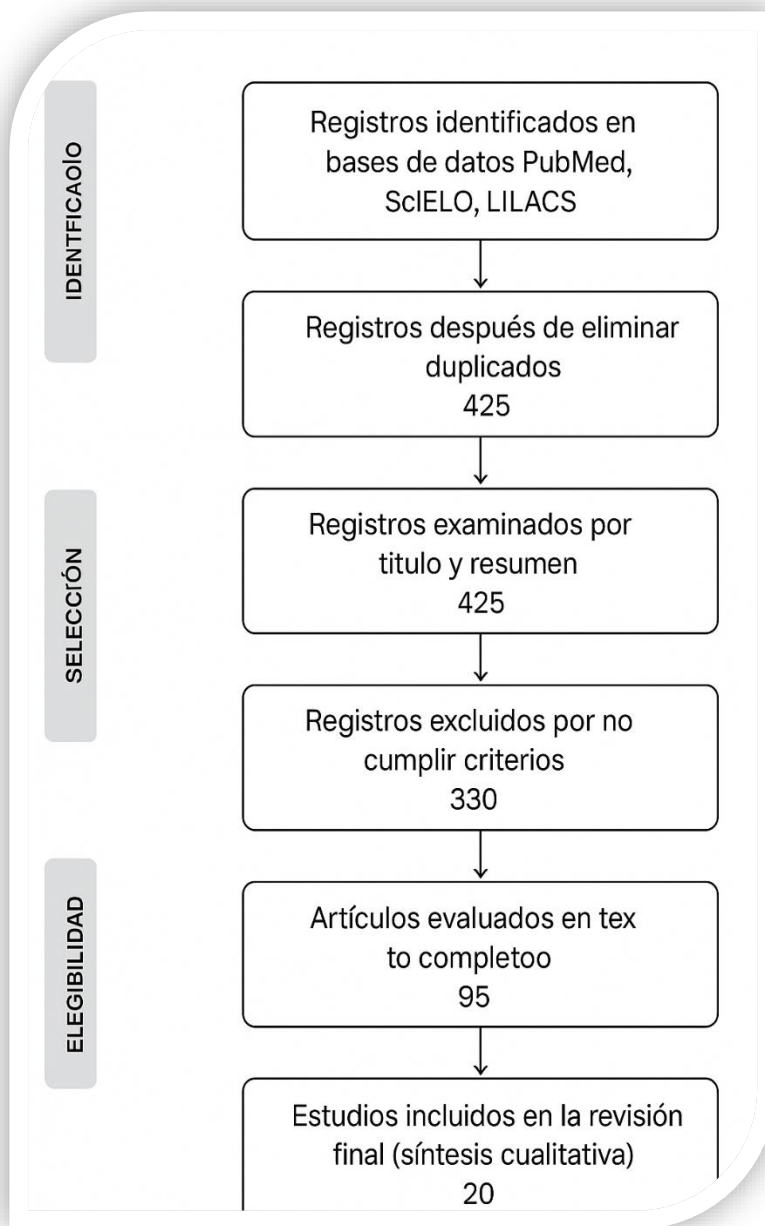 IDENTFICAOlO
Registros identificados en
bases de datos PubMed,
ScIELO, LILACS
Registros después de eliminar
duplicados
425
SELECCIÓN
Registros examinados por
titulo y resumen
425
Registros excluidos por no
cumplir criterios
330
ELEGIBILIDAD
Artículos evaluados en tex
to completoo
95
Estudios incluidos en la revisión
final (síntesis cualitativa)
20